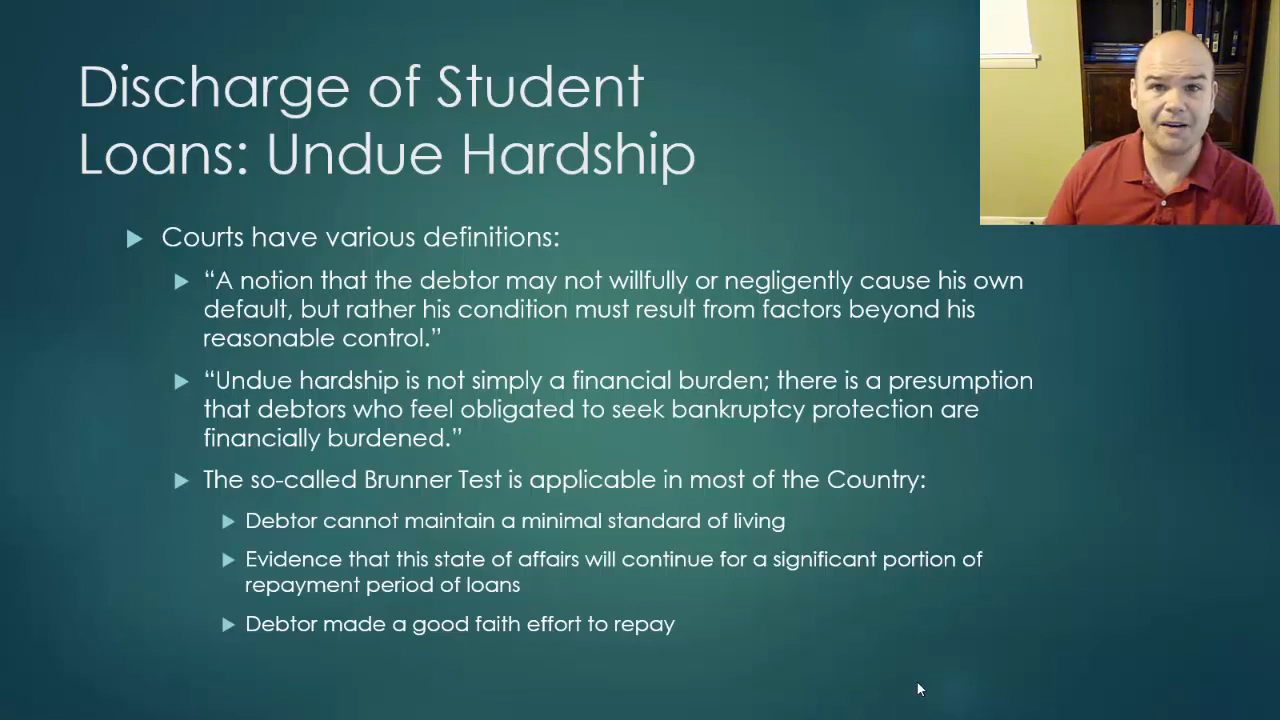 Discharge of Student
Loans: Undue Hardship
Courts have various definitions:
“A notion that the debtor may not willfully or negligently cause his own
default, but rather his condition must result from factors beyond his
reasonable control.”
“Undue hardship is not simply a financial burden; there is a presumption
that debtors who feel obligated to seek bankruptcy protection are
financially burdened.”
The so-called Brunner Test is applicable in most of the Country:
Debtor cannot maintain a minimal standard of living
Evidence that this state of affairs will continue for a significant portion of
repayment period of loans
Debtor made a good faith effort to repay